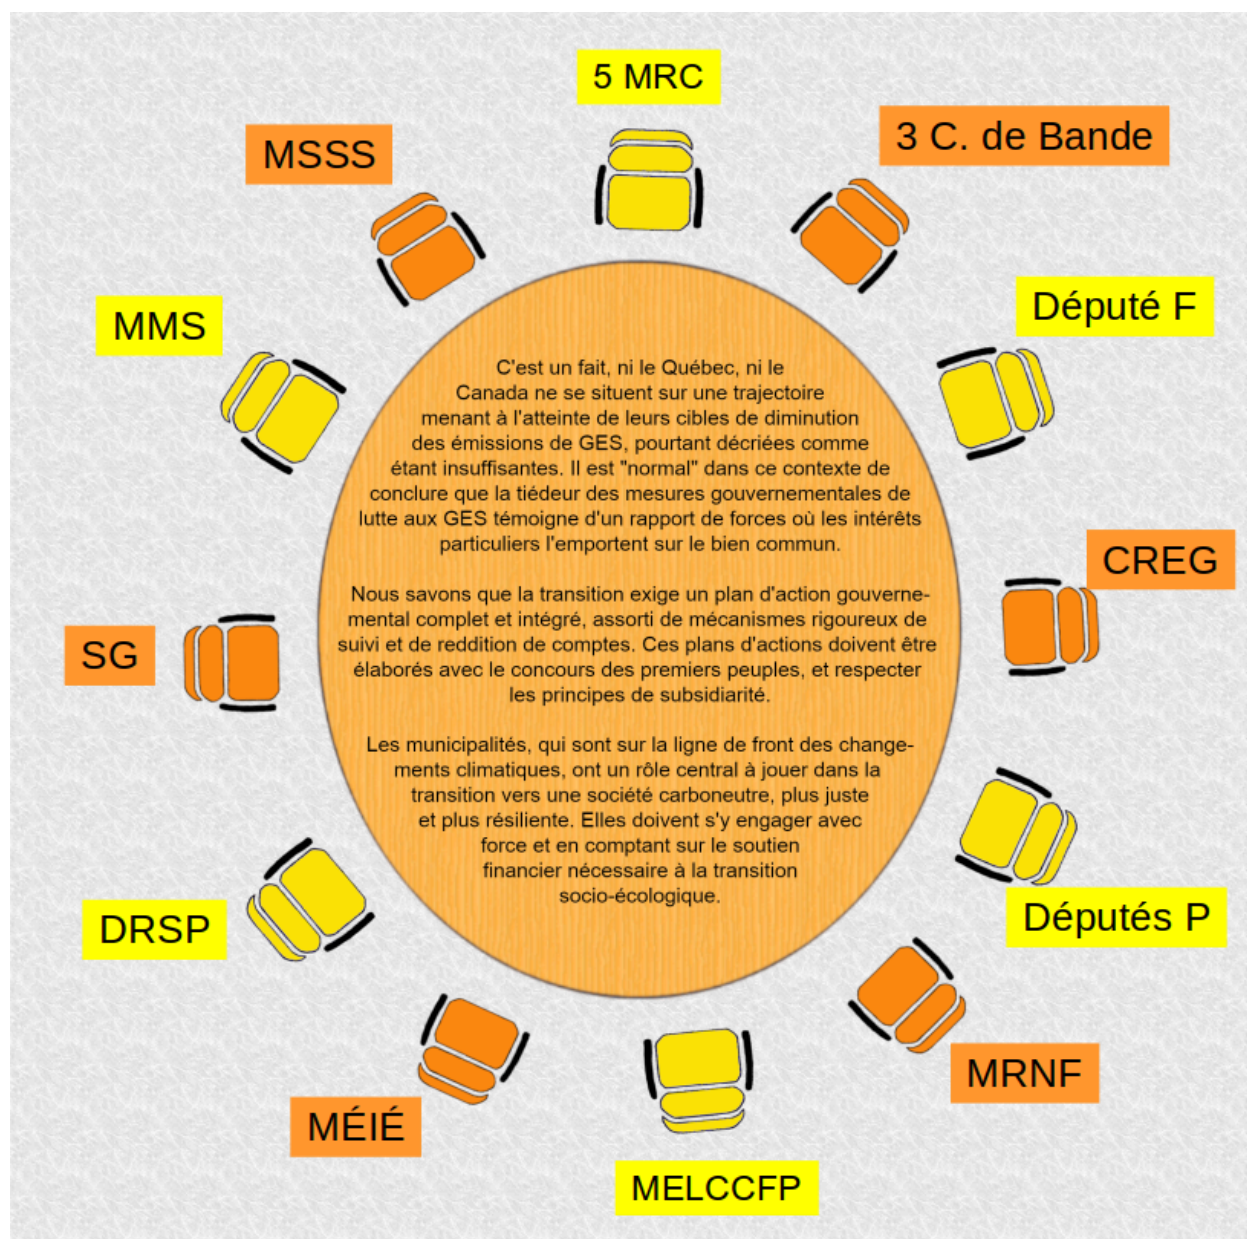 5 MRC
3 C. de Bande
MSSS
Député F
MMS
C'est un fait, ni le Québec, ni le
Canada ne se situent sur une trajectoire
menant à l'atteinte de leurs cibles de diminution
des émissions de GES, pourtant décriées comme
étant insuffisantes. Il est "normal" dans ce contexte de
conclure que la tiédeur des mesures gouvernementales de
lutte aux GES témoigne d'un rapport de forces où les intérêts
particuliers l'emportent sur le bien commun.
Nous savons que la transition exige un plan d'action gouverne-
mental complet et intégré, assorti de mécanismes rigoureux de
suivi et de reddition de comptes. Ces plans d'actions doivent être
élaborés avec le concours des premiers peuples, et respecter
les principes de subsidiarité.
Les municipalités, qui sont sur la ligne de front des change-
ments climatiques, ont un rôle central à jouer dans la
transition vers une société carboneutre, plus juste
et plus résiliente. Elles doivent s'y engager avec
force et en comptant sur le soutien
financier nécessaire à la transition
socio-écologique.
CREG
SG
Députés P
DRSP
MRNF
MÉIÉ
MELCCFP